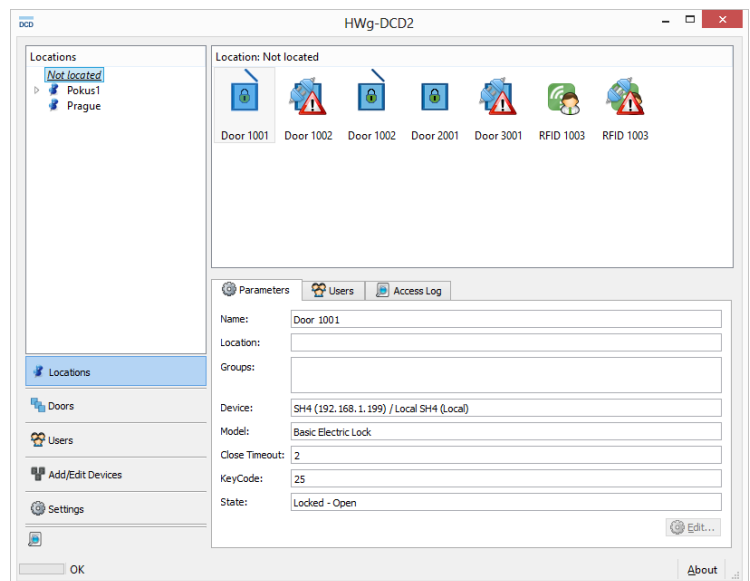 DCD HWg-DCD2
Locations
Not located
Pokus1
Prague
Location: Not located
Door 1001 Door 1002 Door 1002 Door 2001 Door 3001 RFID 1003 RFID 1003
Parameters Users Access Log
Name: Door 1001
Location:
Groups:
Device: SH4 (192.168.1.199) / Local SH4 (Local)
Model: Basic Electric Lock
Close Timeout: 2
KeyCode: 25
State: Locked - Open
Edit...
Locations
Doors
Users
Add/Edit Devices
Settings
OK
About